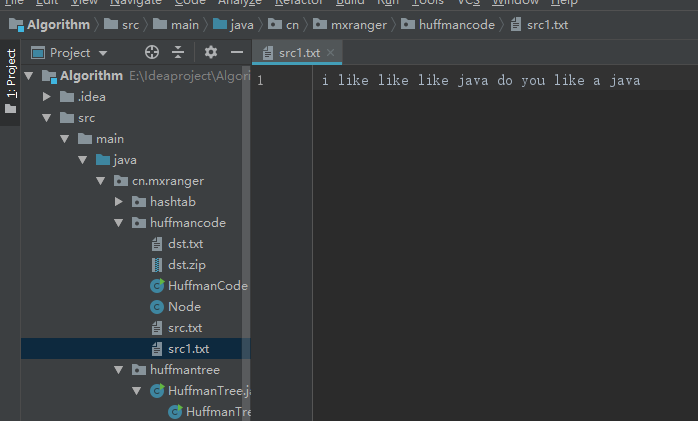 File Edit View Navigate Code Analyze Refactor Build Run Tools VCS Window Help
Algorithm src main java cn mxranger huffmancode src1.txt
1: Project
Project
src1.txt
Algorithm E:\Ideaproject\Algori
1 i like like like java do you like a java
.idea
src
main
java
cn.mxranger
hashtab
huffmancode
dst.txt
dst.zip
HuffmanCode
Node
src.txt
src1.txt
huffmantree
HuffmanTree.ja
HuffmanTre